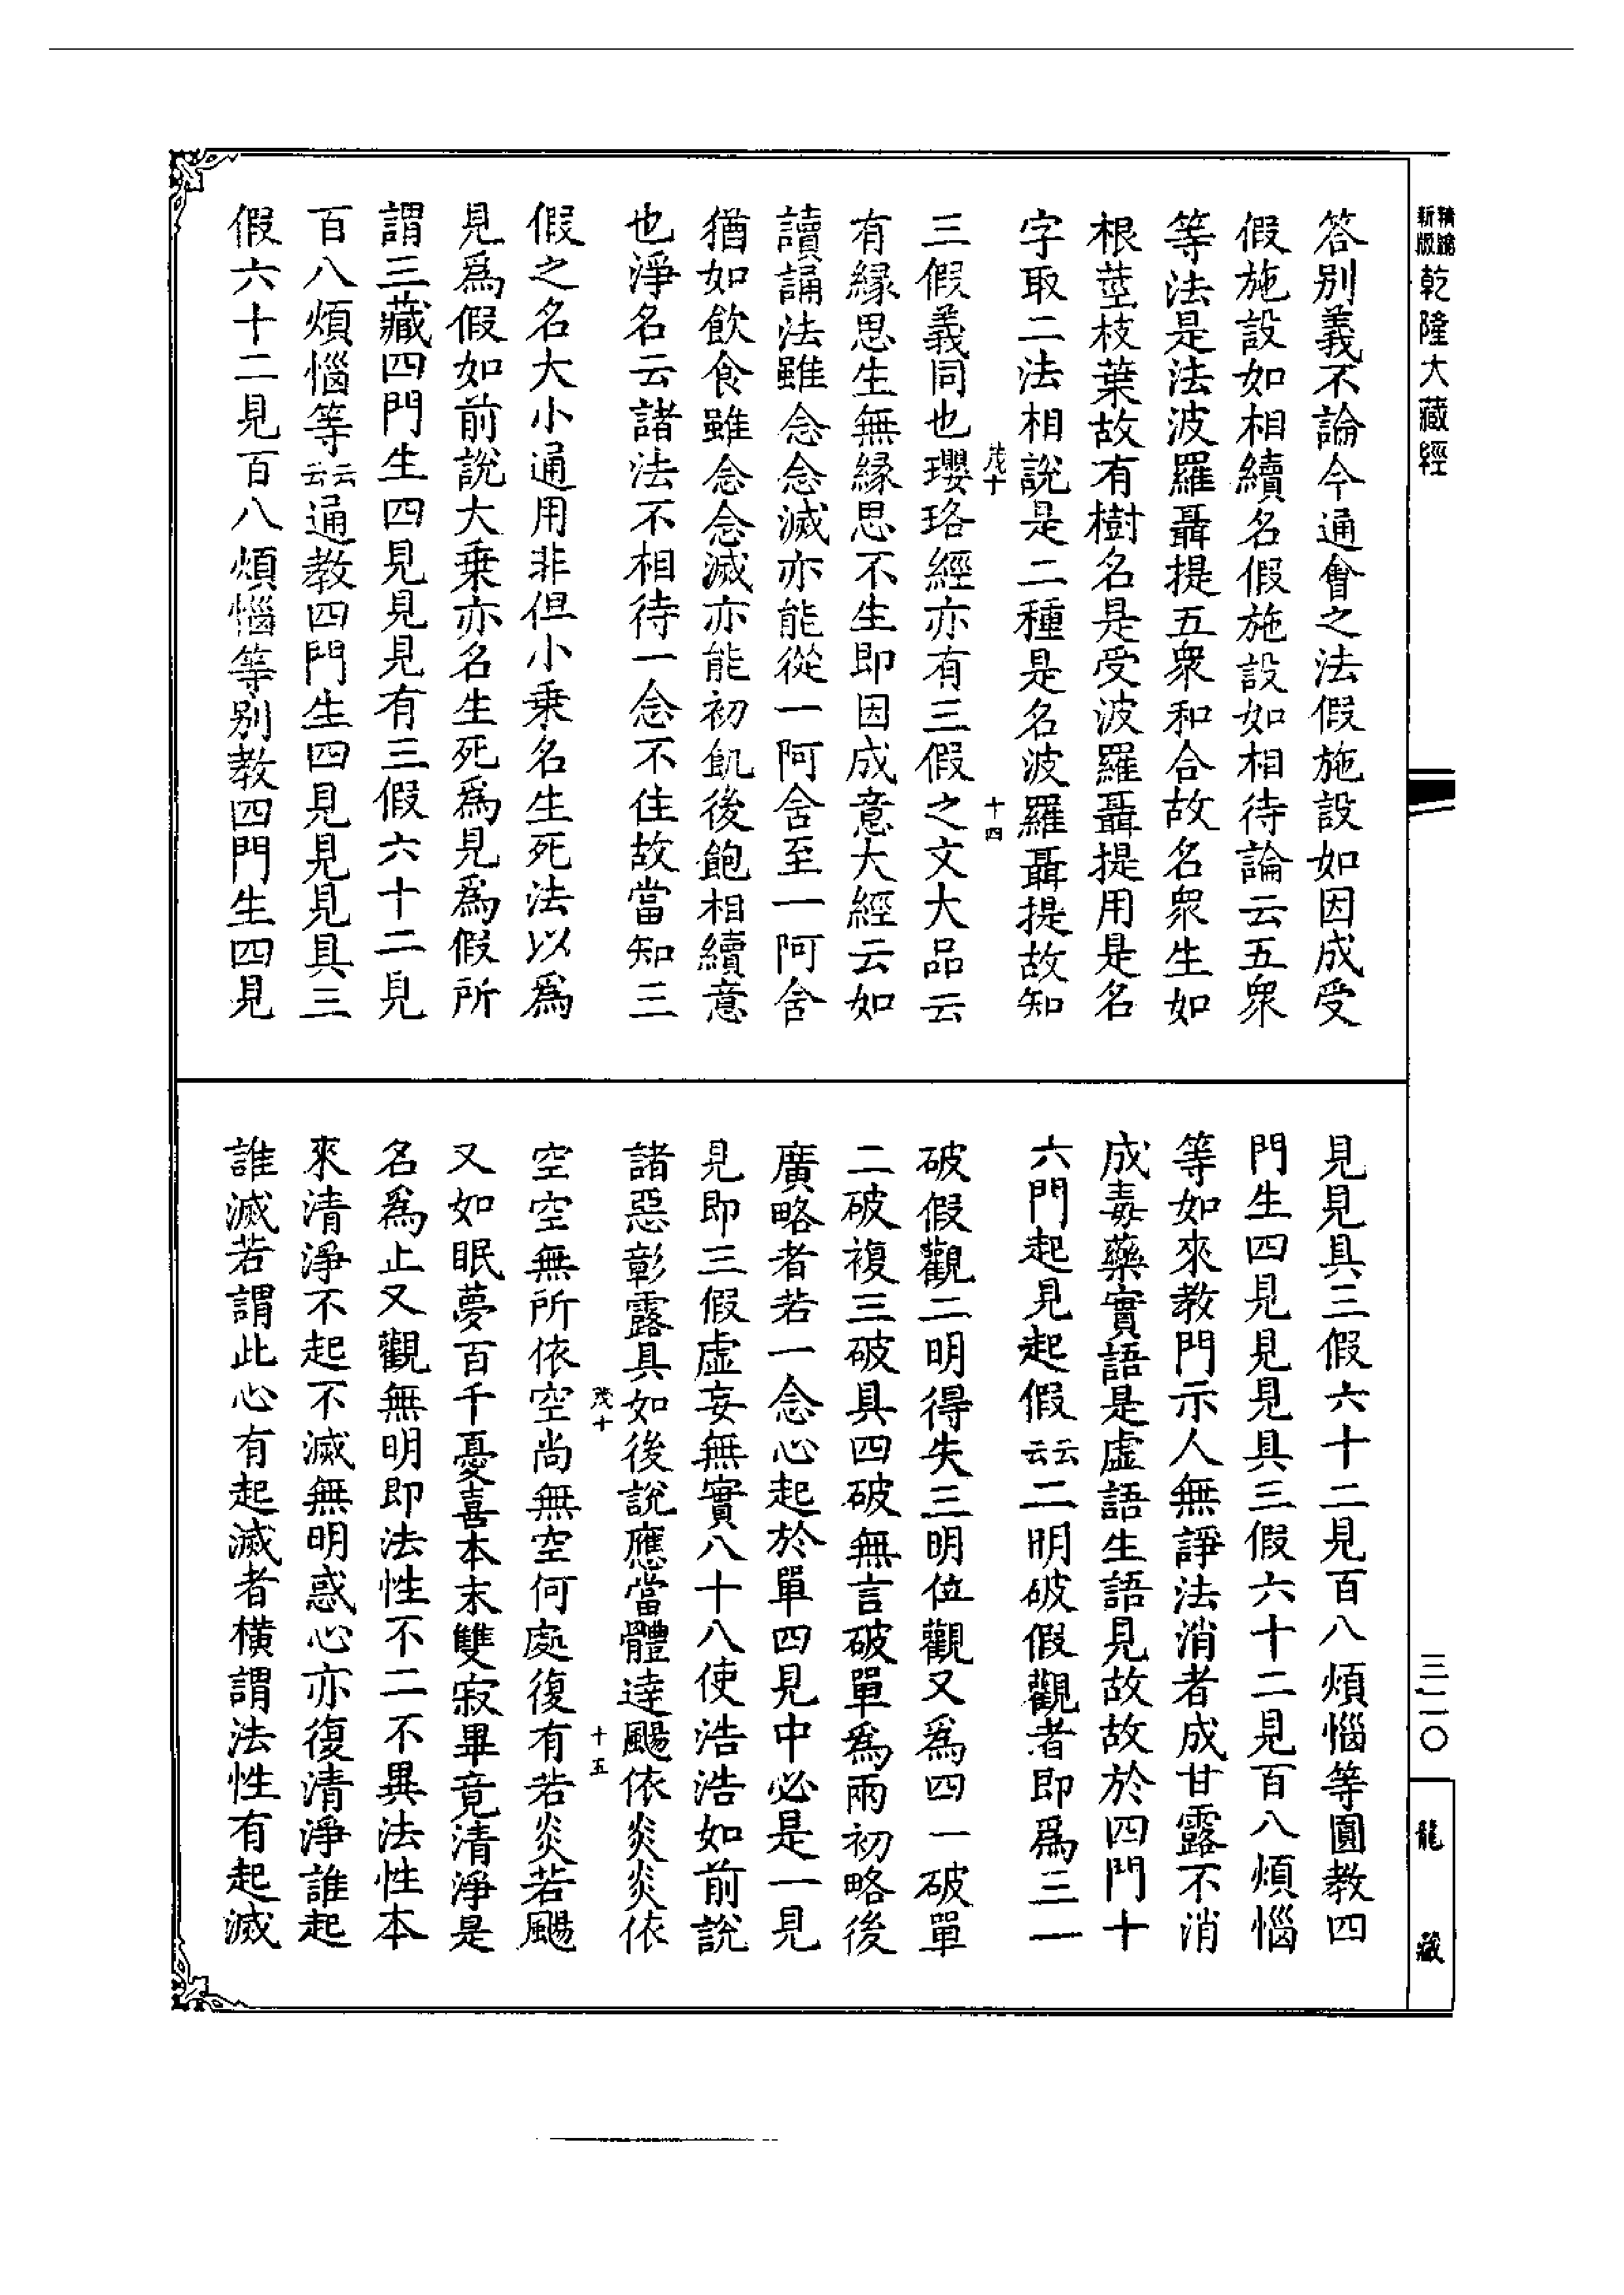 新版
精縮
乾隆大藏經
答別義不論今通會之法假施設如因成受
假施設如相續名假施設如相待論云五衆
等法是法波羅聶提五衆和合故名衆生如
根莖枝葉故有樹名是受波羅聶提用是名
字取二法相說是二種是名波羅聶提故知
茂十
十四
三假義同也瓔珞經亦有三假之文大品云
有緣思生無緣思不生即因成意大經云如
讀誦法雖念念滅亦能從一阿含至一阿含
猶如飲食雖念念滅亦能初飢後飽相續意
也淨名云諸法不相待一念不住故當知三
假之名大小通用非但小乗名生死法以為
見為假如前說大乗亦名生死為見為假所
謂三藏四門生四見見見有三假六十二見
百八煩惱等云云通教四門生四見見見具三
假六十二見百八煩惱等別教四門生四見
見見具三假六十二見百八煩惱等圓教四
門生四見見見具三假六十二見百八煩惱
等如來教門示人無諍法消者成甘露不消
成毒藥實語是虛語生語見故故於四門十
六門起見起假云云二明破假觀者即為三一
破假觀二明得失三明位觀又為四一破單
二破複三破具四破無言破單為兩初略後
廣略者若一念心起於單四見中必是一見
見即三假虛妄無實八十八使浩浩如前說
諸惡彰露具如後說應當體達颺依炎炎依
茂十
十五
空空無所依空尚無空何處復有若炎若颺
又如眠夢百千憂喜本末雙寂畢竟清淨是
名為止又觀無明即法性不二不異法性本
來清淨不起不滅無明惑心亦復清淨誰起
誰滅若謂此心有起滅者橫謂法性有起滅
三二〇
龍藏